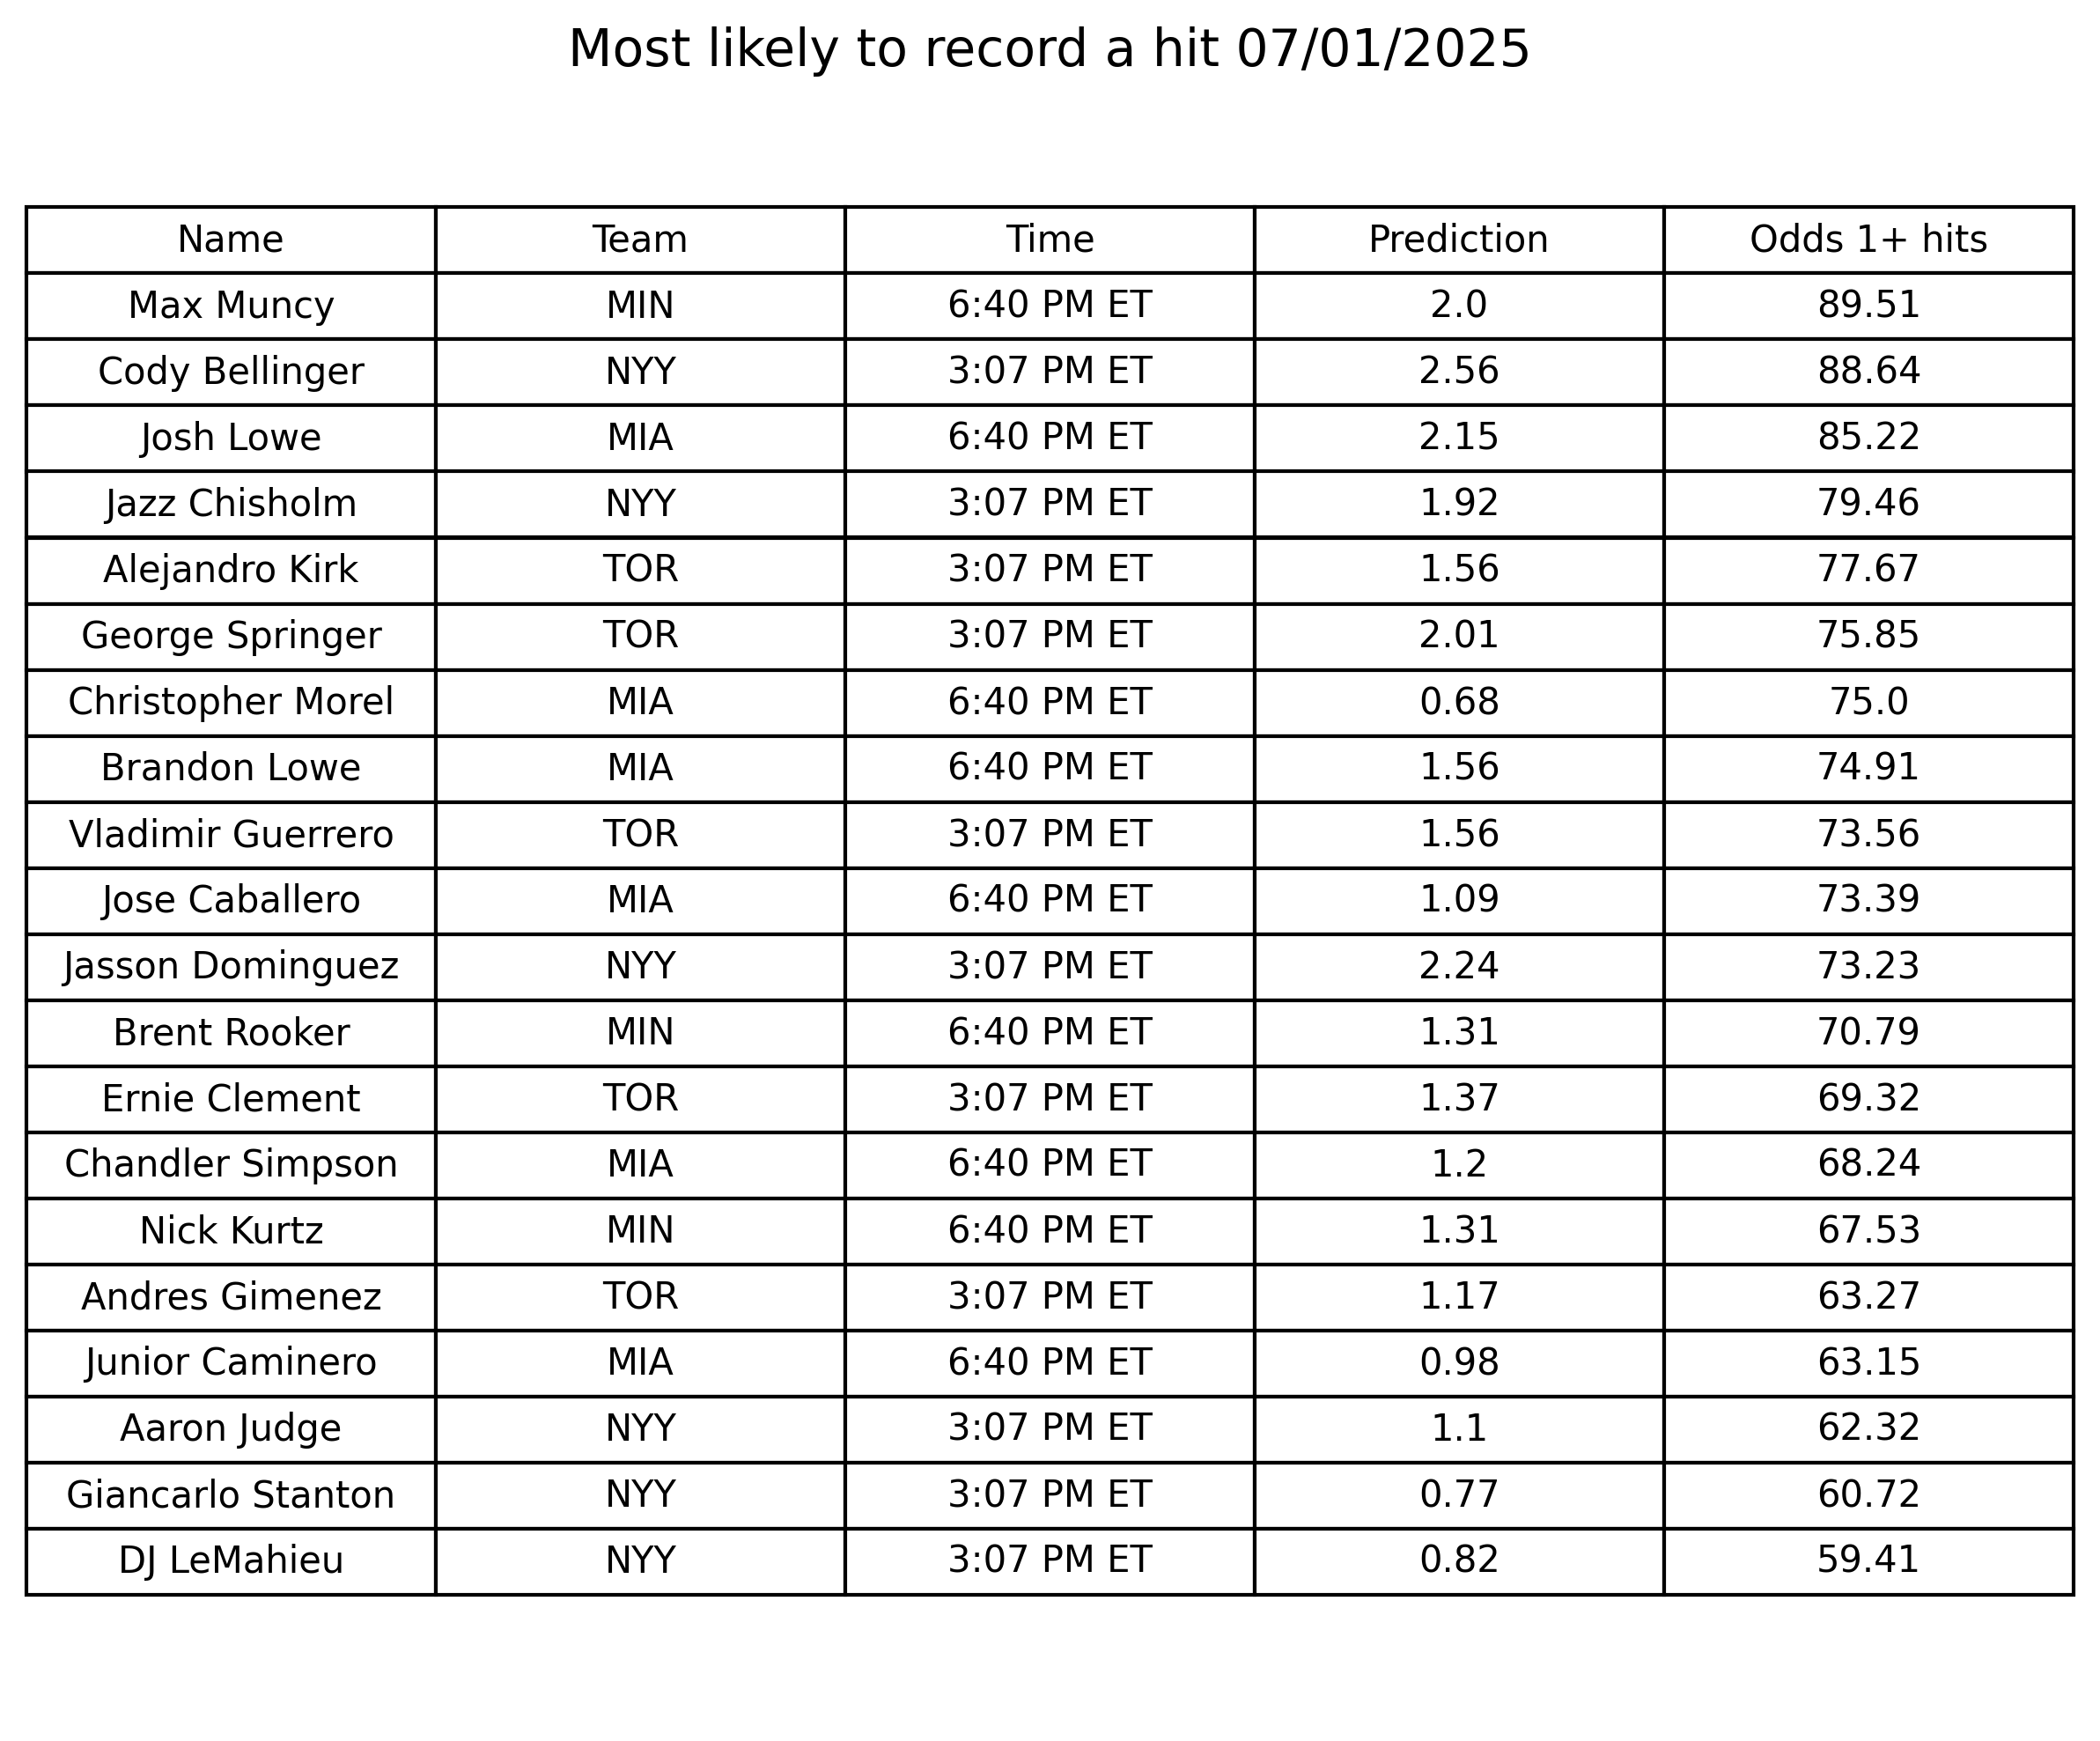 Most likely to record a hit 07/01/2025
Name Team Time Prediction Odds 1+ hits
Max Muncy MIN 6:40 PM ET 2.0 89.51
Cody Bellinger NYY 3:07 PM ET 2.56 88.64
Josh Lowe MIA 6:40 PM ET 2.15 85.22
Jazz Chisholm NYY 3:07 PM ET 1.92 79.46
Alejandro Kirk TOR 3:07 PM ET 1.56 77.67
George Springer TOR 3:07 PM ET 2.01 75.85
Christopher Morel MIA 6:40 PM ET 0.68 75.0
Brandon Lowe MIA 6:40 PM ET 1.56 74.91
Vladimir Guerrero TOR 3:07 PM ET 1.56 73.56
Jose Caballero MIA 6:40 PM ET 1.09 73.39
Jasson Dominguez NYY 3:07 PM ET 2.24 73.23
Brent Rooker MIN 6:40 PM ET 1.31 70.79
Ernie Clement TOR 3:07 PM ET 1.37 69.32
Chandler Simpson MIA 6:40 PM ET 1.2 68.24
Nick Kurtz MIN 6:40 PM ET 1.31 67.53
Andres Gimenez TOR 3:07 PM ET 1.17 63.27
Junior Caminero MIA 6:40 PM ET 0.98 63.15
Aaron Judge NYY 3:07 PM ET 1.1 62.32
Giancarlo Stanton NYY 3:07 PM ET 0.77 60.72
DJ LeMahieu NYY 3:07 PM ET 0.82 59.41